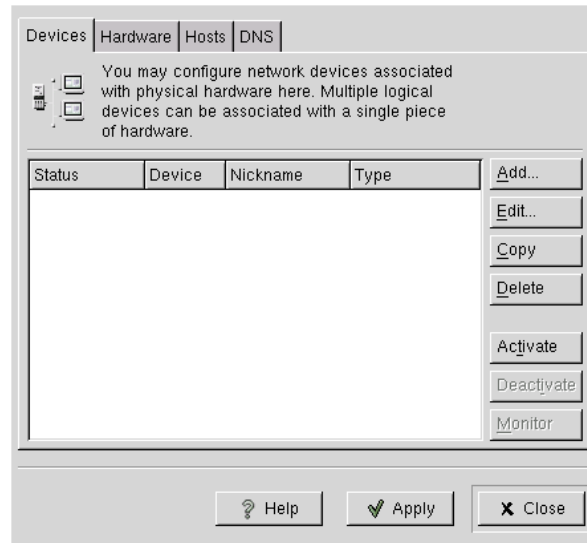 Devices Hardware Hosts DNS
You may configure network devices associated
with physical hardware here. Multiple logical
devices can be associated with a single piece
of hardware.
Status Device Nickname Type
Add...
Edit...
Copy
Delete
Activate
Deactivate
Monitor
Help Apply Close